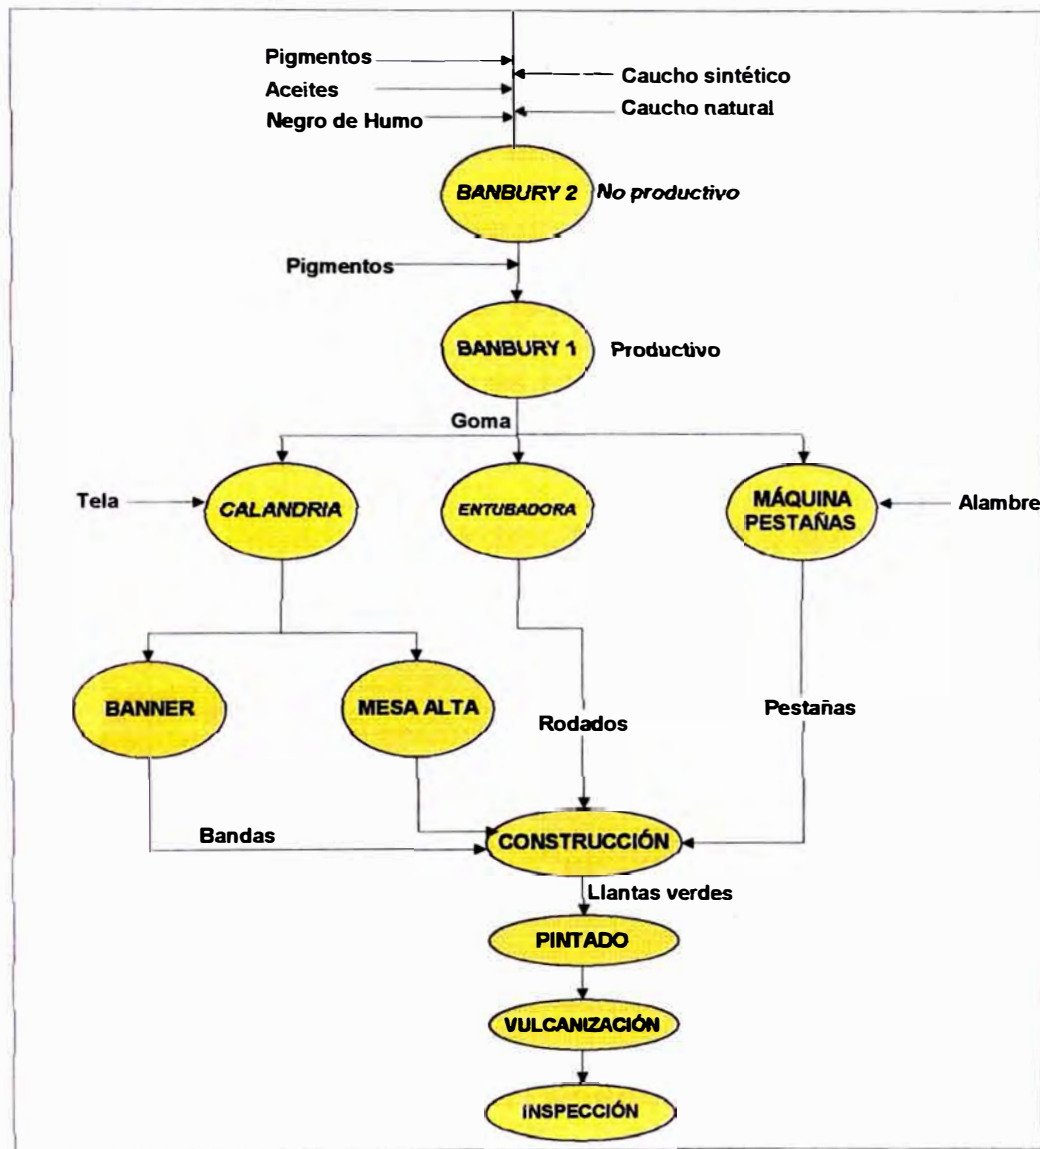 Pigmentos
Caucho sintético
Aceites
Caucho natural
Negro de Humo
BANBURY 2
No productivo
Pigmentos
BANBURY 1
Productivo
Goma
Tela
CALANDRIA
ENTUBADORA
MÁQUINA
PESTAÑAS
Alambre
BANNER
MESA ALTA
Rodados
Pestañas
Bandas
CONSTRUCCIÓN
Llantas verdes
PINTADO
VULCANIZACIÓN
INSPECCIÓN